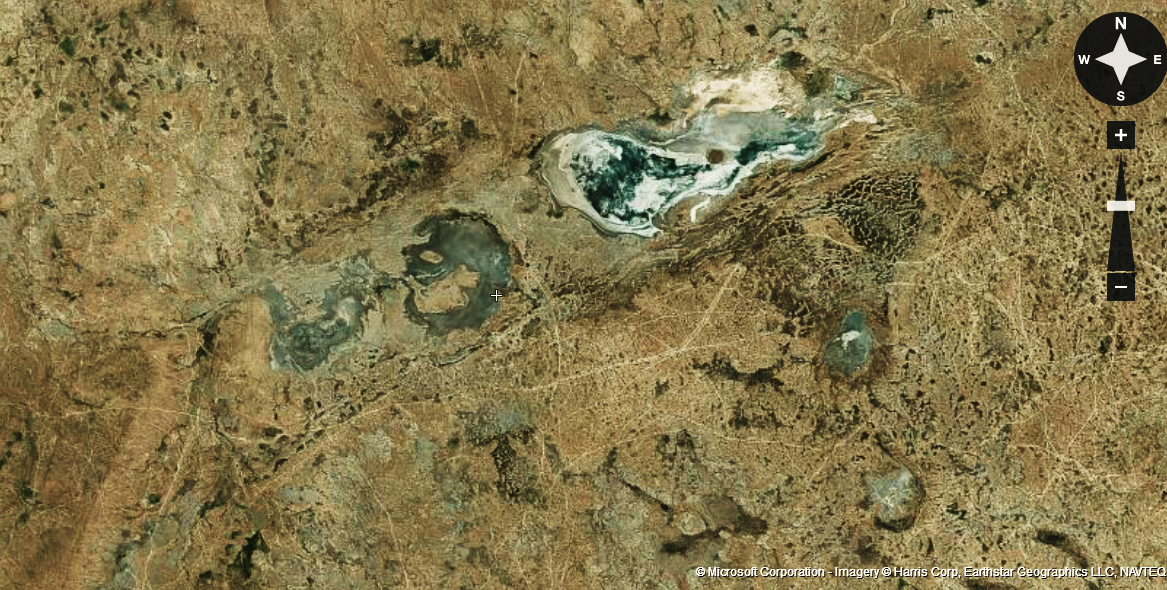 N
W E
S
+
−
© Microsoft Corporation - Imagery © Harris Corp, Earthstar Geographics LLC, NAVTEQ